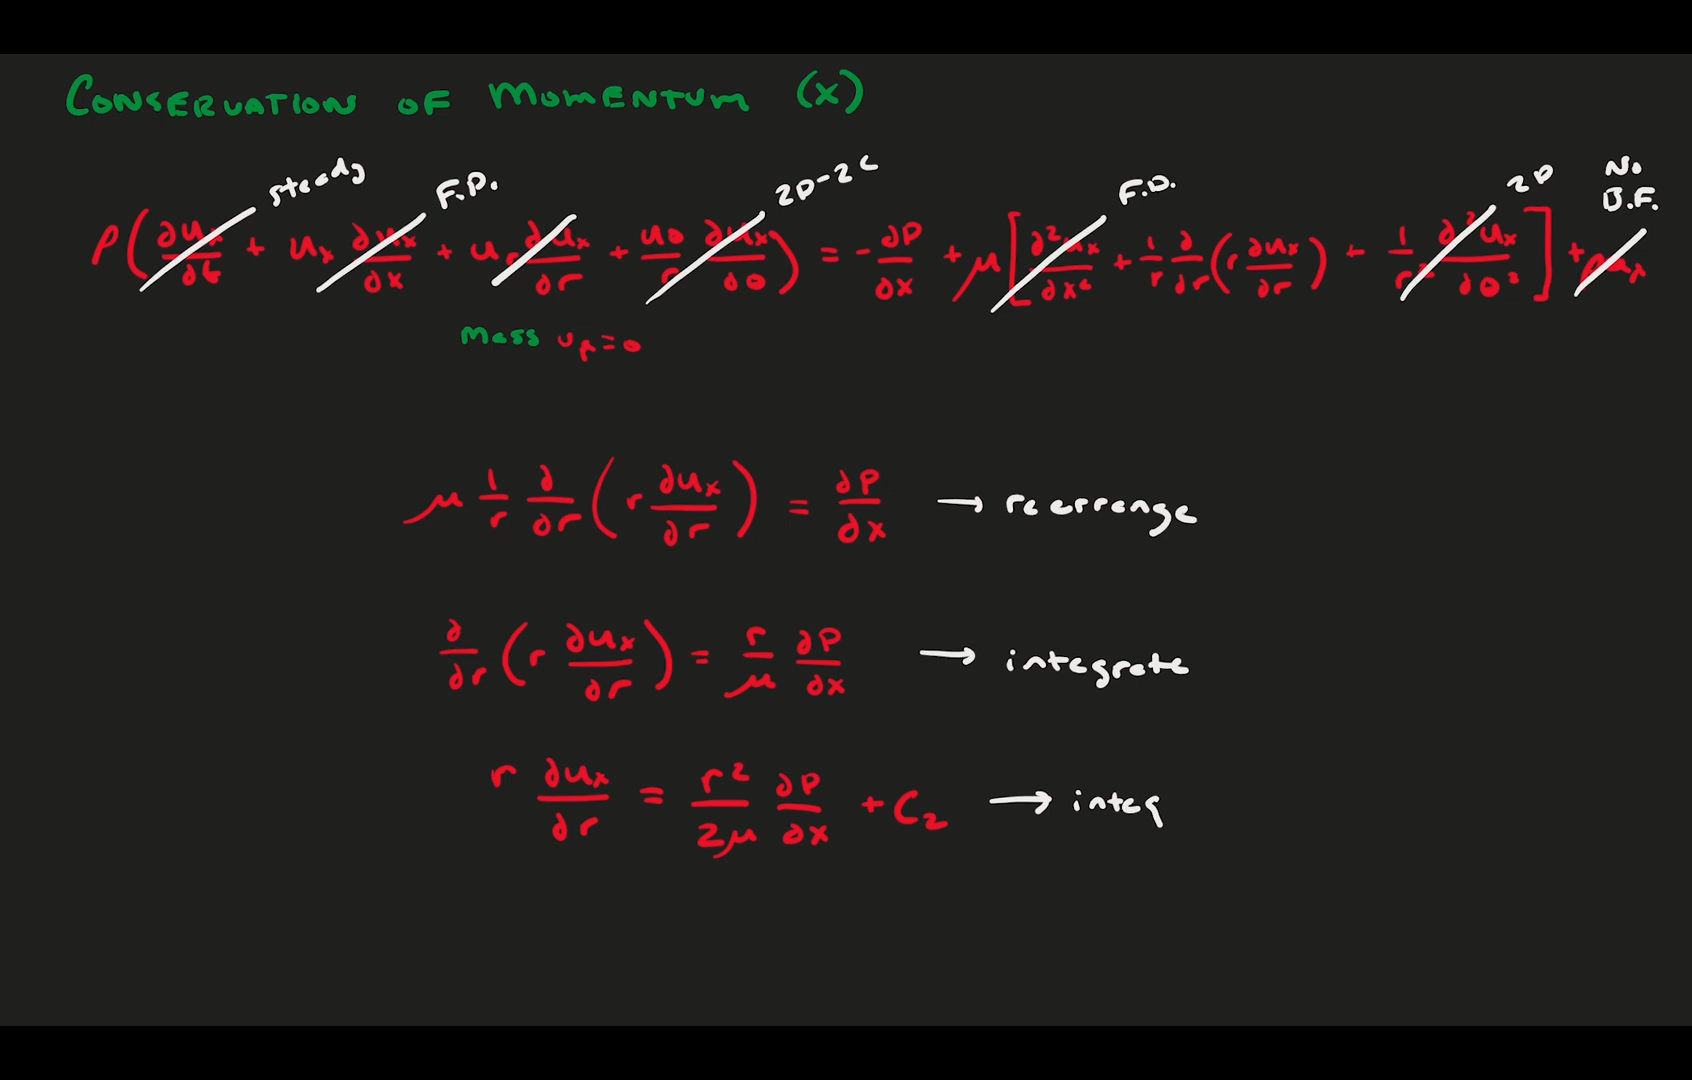 CONSERVATION OF MOMENTUM (x)
steady F.D. 2D-2C F.D. 2D No B.F.
ρ(∂uₓ/∂t + uₓ ∂uₓ/∂x + uᵣ ∂uₓ/∂r + uθ/r ∂uₓ/∂θ) = -∂P/∂x + μ[∂²uₓ/∂x² + 1/r ∂/∂r(r ∂uₓ/∂r) + 1/r² ∂²uₓ/∂θ²] + ρgₓ
Mass uᵣ=0
μ 1/r ∂/∂r (r ∂uₓ/∂r) = ∂P/∂x → rearrange
∂/∂r (r ∂uₓ/∂r) = r/μ ∂P/∂x → integrate
r ∂uₓ/∂r = r²/2μ ∂P/∂x + C₂ → integ